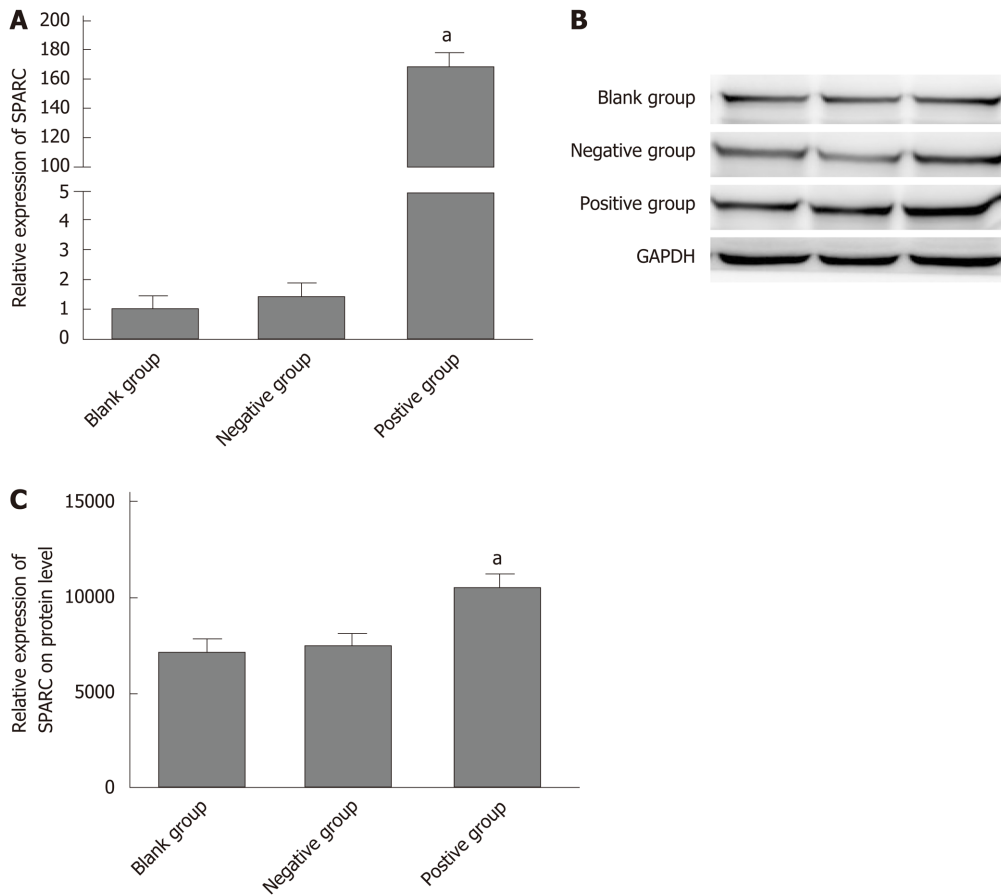 A
Relative expression of SPARC
200
180
160
140
120
100
5
4
3
2
1
0
a
Blank group
Negative group
Postive group
B
Blank group
Negative group
Positive group
GAPDH
C
Relative expression of
SPARC on protein level
15000
10000
5000
0
a
Blank group
Negative group
Postive group